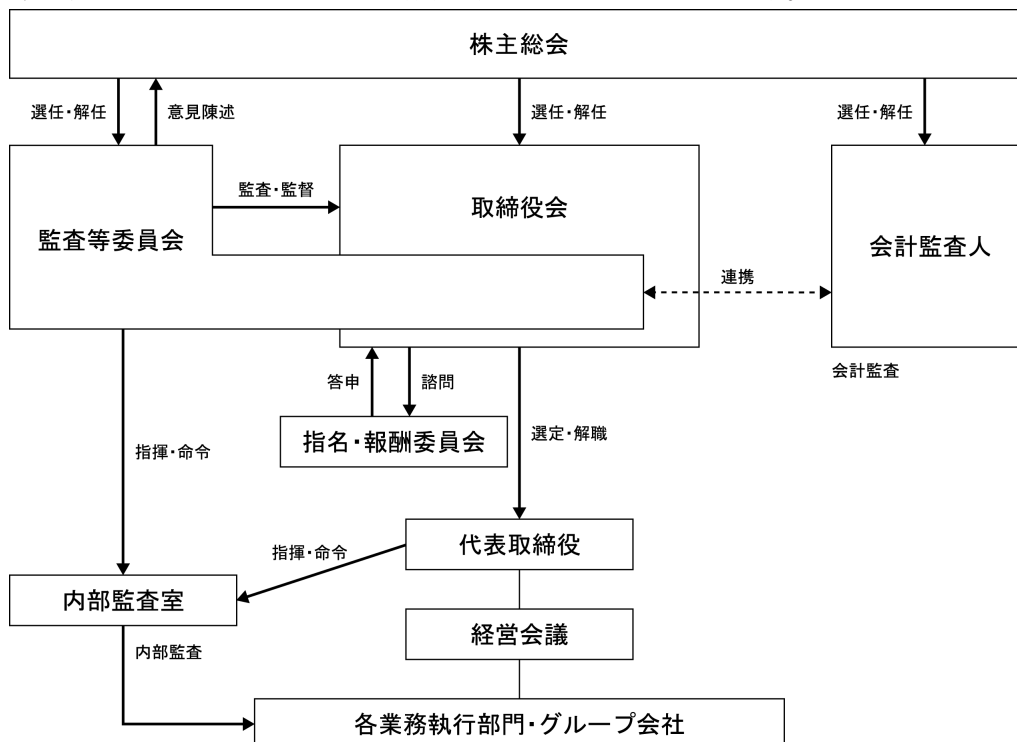 株主総会
選任・解任
意見陳述
選任・解任
選任・解任
監査・監督
取締役会
監査等委員会
会計監査人
連携
会計監査
答申
諮問
指名・報酬委員会
選定・解職
指揮・命令
代表取締役
指揮・命令
内部監査室
経営会議
内部監査
各業務執行部門・グループ会社